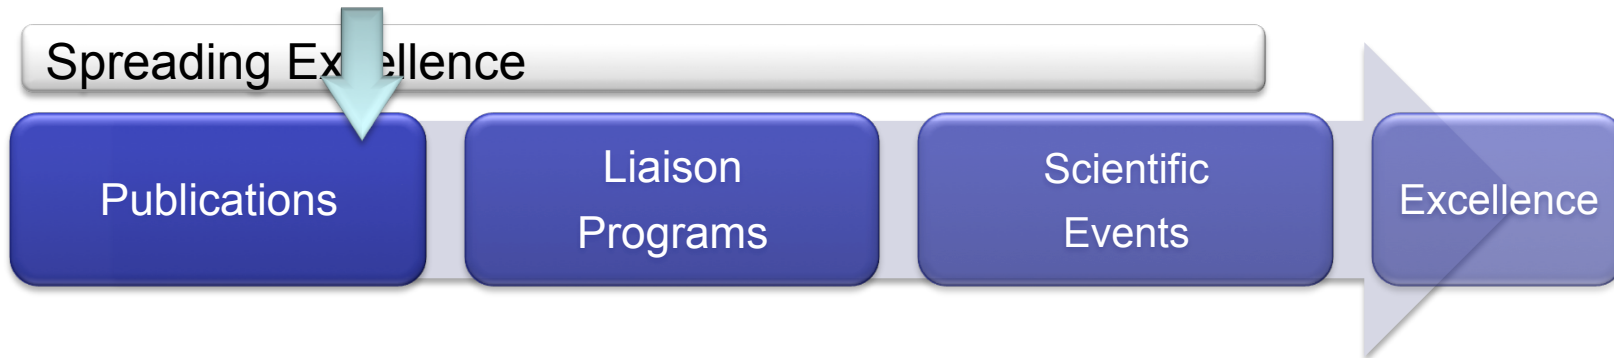 Spreading Excellence
Publications
Liaison
Programs
Scientific
Events
Excellence